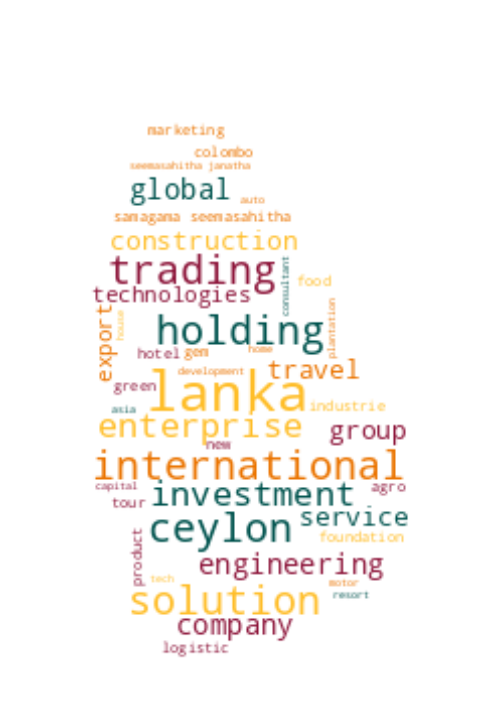 marketing
colombo
seemasahitha janatha
global
auto
samagama seemasahitha
construction
trading
consultant
food
technologies
export
house
holding
plantation
hotel
gem
home
travel
development
green
lanka
asia
industrie
enterprise
group
new
international
capital
investment
agro
tour
ceylon
service
foundation
product
engineering
tech
motor
solution
resort
company
logistic